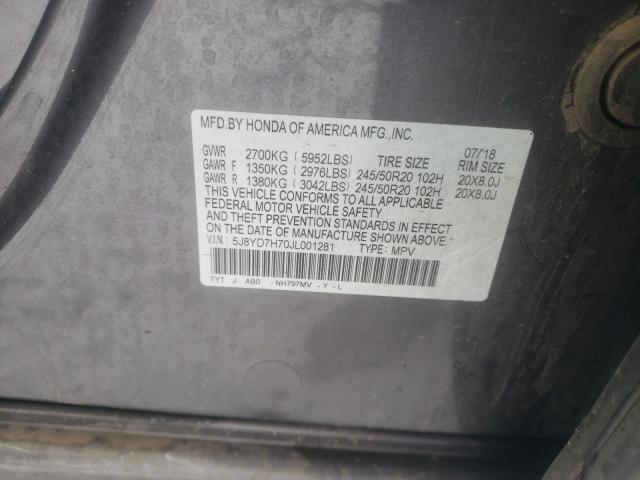 MFD.BY HONDA OF AMERICA MFG.,INC. 07/18
GVWR 2700KG (5952LBS) TIRE SIZE RIM SIZE
GAWR F 1350KG (2976LBS) 245/50R20 102H 20X8.0J
GAWR R 1380KG (3042LBS) 245/50R20 102H 20X8.0J
THIS VEHICLE CONFORMS TO ALL APPLICABLE
FEDERAL MOTOR VEHICLE SAFETY
AND THEFT PREVENTION STANDARDS IN EFFECT
ON THE DATE OF MANUFACTURE SHOWN ABOVE.
V.I.N.: 5J8YD7H70JL001281 TYPE: MPV
TYT J AB0 -NH797MV -Y -L